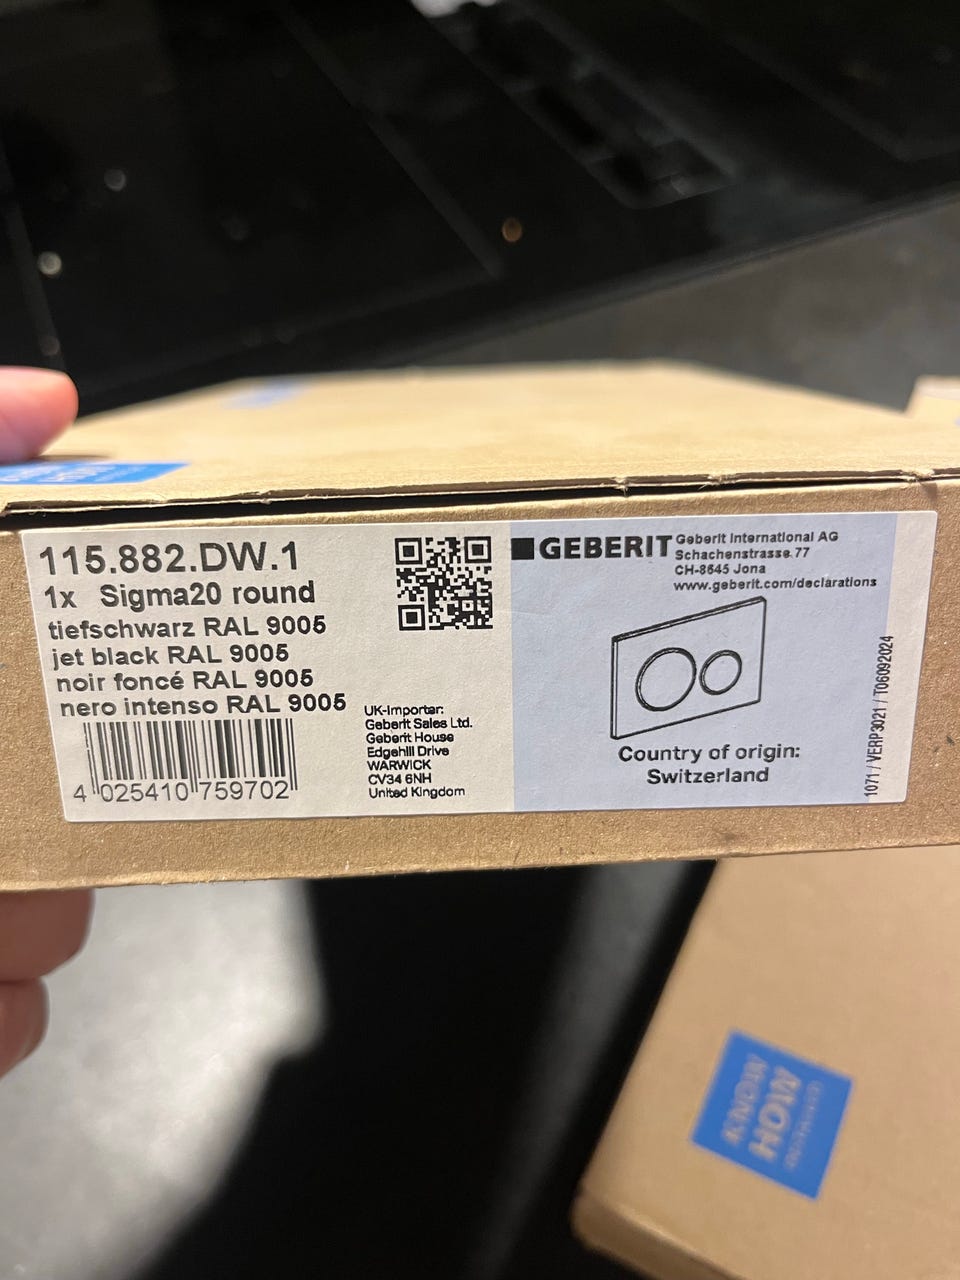 115.882.DW.1
1x Sigma20 round
tiefschwarz RAL 9005
jet black RAL 9005
noir foncé RAL 9005
nero intenso RAL 9005
4 025410 759702
UK-Importer:
Geberit Sales Ltd.
Geberit House
Edgehill Drive
WARWICK
CV34 6NH
United Kingdom
GEBERIT
Geberit International AG
Schachenstrasse 77
CH-8645 Jona
www.geberit.com/declarations
Country of origin:
Switzerland
1071 / VERP3021 / T06092024
KNOW
HOW